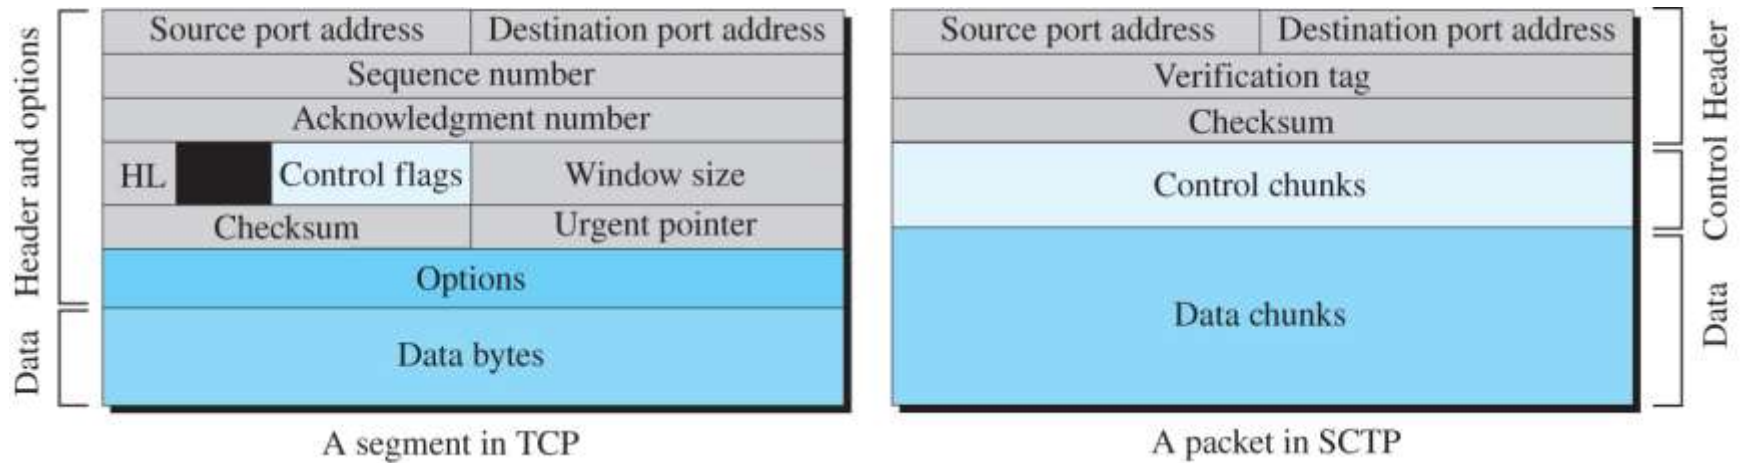 Header and options
Data
Source port address
Destination port address
Sequence number
Acknowledgment number
HL
Control flags
Window size
Checksum
Urgent pointer
Options
Data bytes
A segment in TCP
Source port address
Destination port address
Verification tag
Checksum
Control chunks
Data chunks
Header
Control
Data
A packet in SCTP